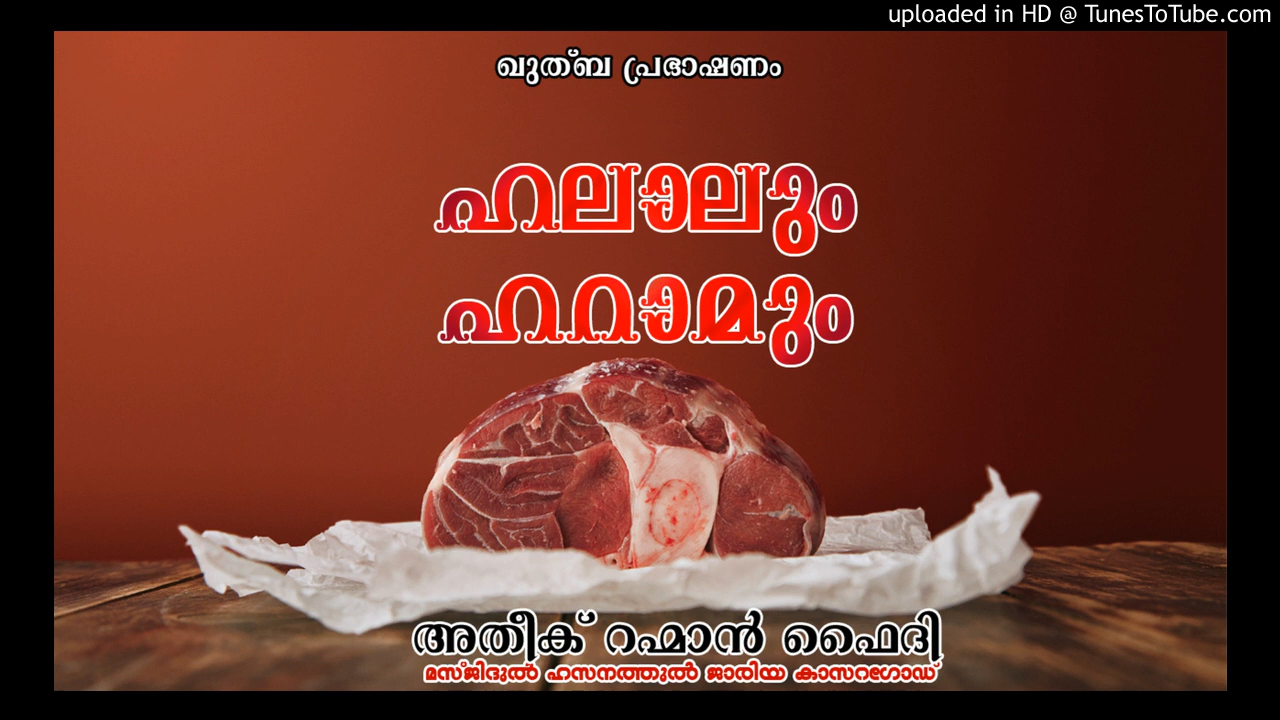 uploaded in HD @ TunesToTube.com
ഖുത്ബ പ്രഭാഷണം
ഹലാലും
ഹറാമും
അതീക് റഹ്മാൻ ഫൈദി
മസ്ജിദുൽ ഹസനത്തുൽ ജാരിയ കാസറഗോഡ്